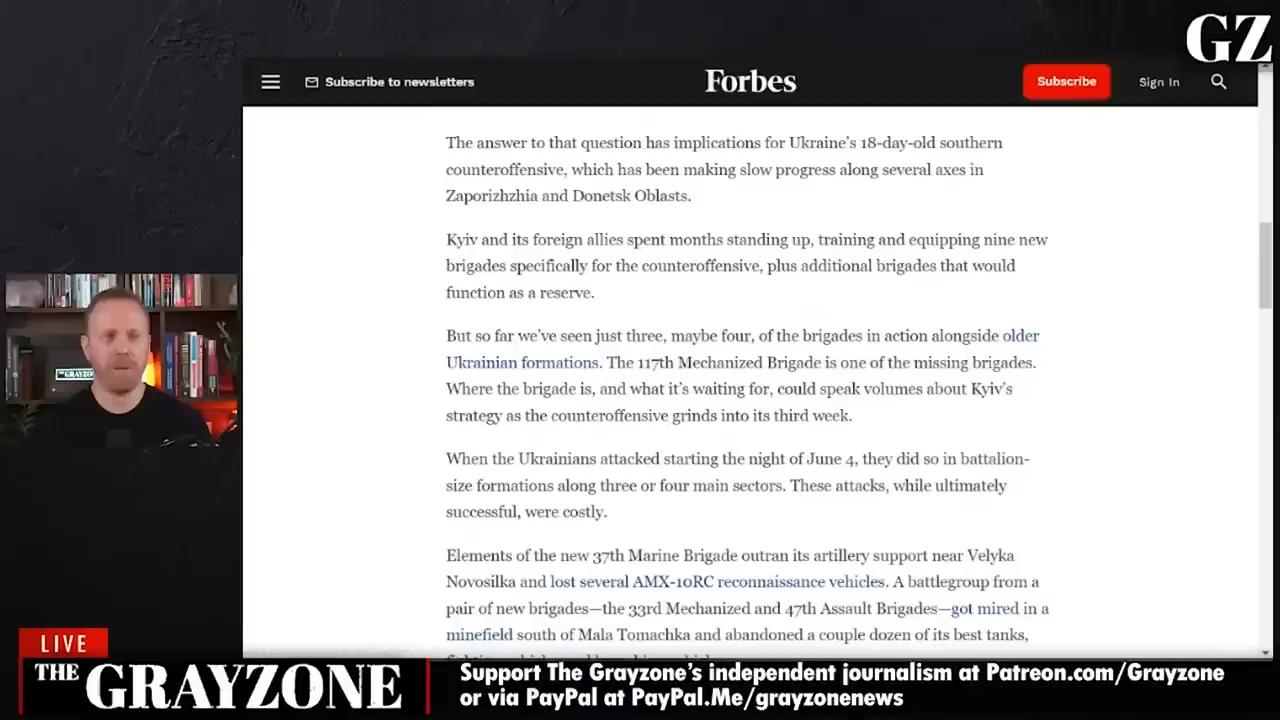 GZ
Subscribe to newsletters
Forbes
Subscribe
Sign In
The answer to that question has implications for Ukraine's 18-day-old southern
counteroffensive, which has been making slow progress along several axes in
Zaporizhzhia and Donetsk Oblasts.
Kyiv and its foreign allies spent months standing up, training and equipping nine new
brigades specifically for the counteroffensive, plus additional brigades that would
function as a reserve.
But so far we've seen just three, maybe four, of the brigades in action alongside older
Ukrainian formations. The 117th Mechanized Brigade is one of the missing brigades.
Where the brigade is, and what it's waiting for, could speak volumes about Kyiv's
strategy as the counteroffensive grinds into its third week.
When the Ukrainians attacked starting the night of June 4, they did so in battalion-
size formations along three or four main sectors. These attacks, while ultimately
successful, were costly.
Elements of the new 37th Marine Brigade outran its artillery support near Velyka
Novosilka and lost several AMX-10RC reconnaissance vehicles. A battlegroup from a
pair of new brigades—the 33rd Mechanized and 47th Assault Brigades—got mired in a
minefield south of Mala Tomachka and abandoned a couple dozen of its best tanks,
LIVE
THE GRAYZONE
Support The Grayzone's independent journalism at Patreon.com/Grayzone
or via PayPal at PayPal.Me/grayzonenews